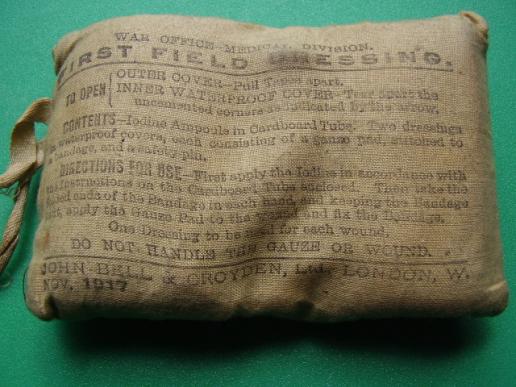 WAR OFFICE—MEDICAL DIVISION.
FIRST FIELD DRESSING.
TO OPEN
OUTER COVER—Pull Tapes apart.
INNER WATERPROOF COVER—Tear apart the
uncemented corners as indicated by the arrow.
CONTENTS—Iodine Ampoule in Cardboard Tube. Two dressings
in waterproof covers, each consisting of a gauze pad, stitched to
a bandage, and a safety pin.
DIRECTIONS FOR USE—First apply the Iodine in accordance with
the instructions on the Cardboard Tube enclosed. Then take the
folded ends of the Bandage in each hand, and keeping the Bandage
apply the Gauze Pad to the wound and fix the Bandage.
One Dressing to be used for each wound.
DO NOT HANDLE THE GAUZE OR WOUND.
JOHN BELL & CROYDEN, Ltd., LONDON, W.
NOV. 1917